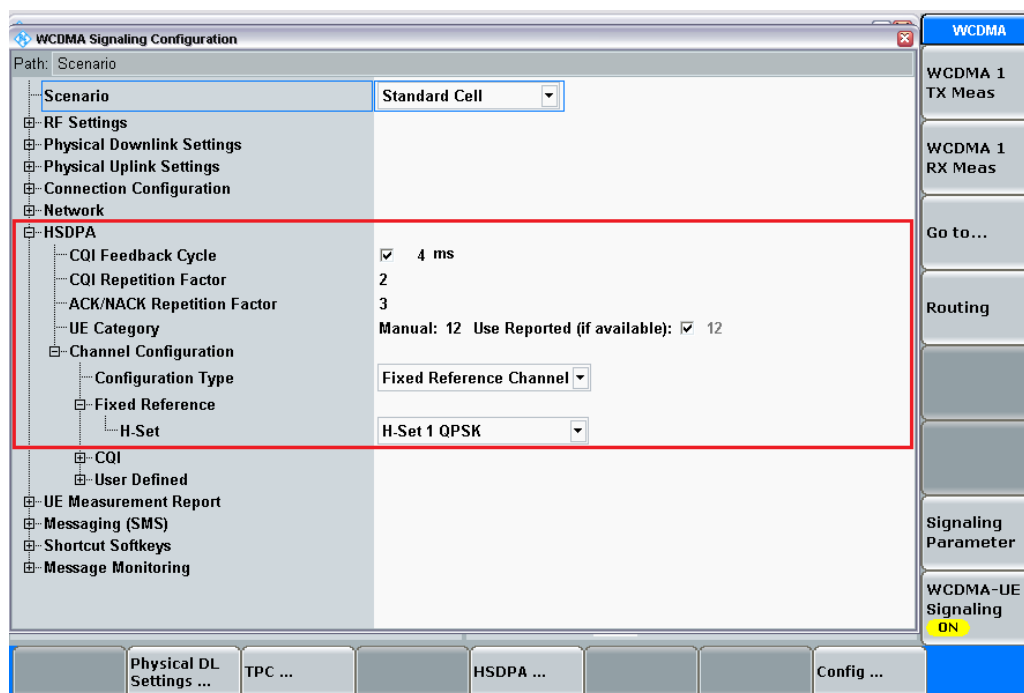 WCDMA Signaling Configuration
Path: Scenario
Scenario Standard Cell
RF Settings
Physical Downlink Settings
Physical Uplink Settings
Connection Configuration
Network
HSDPA
CQI Feedback Cycle 4 ms
CQI Repetition Factor 2
ACK/NACK Repetition Factor 3
UE Category Manual: 12 Use Reported (if available): 12
Channel Configuration
Configuration Type Fixed Reference Channel
Fixed Reference
H-Set H-Set 1 QPSK
CQI
User Defined
UE Measurement Report
Messaging (SMS)
Shortcut Softkeys
Message Monitoring
WCDMA
WCDMA 1
TX Meas
WCDMA 1
RX Meas
Go to...
Routing
Signaling
Parameter
WCDMA-UE
Signaling
ON
Physical DL
Settings ...
TPC ...
HSDPA ...
Config ...